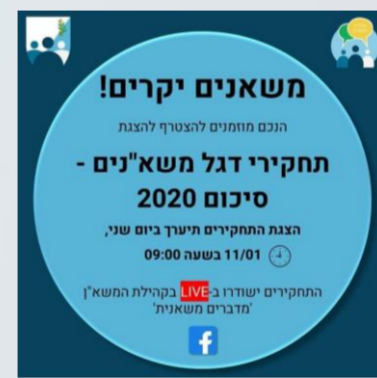 משאנים יקרים!
הנכם מוזמנים להצטרף להצגת
תחקירי דגל משא"נים -
סיכום 2020
הצגת התחקירים תיערך ביום שני,
11/01 בשעה 09:00
התחקירים ישודרו ב-LIVE בקהילת המשא"ן
'מדברים משאנית'